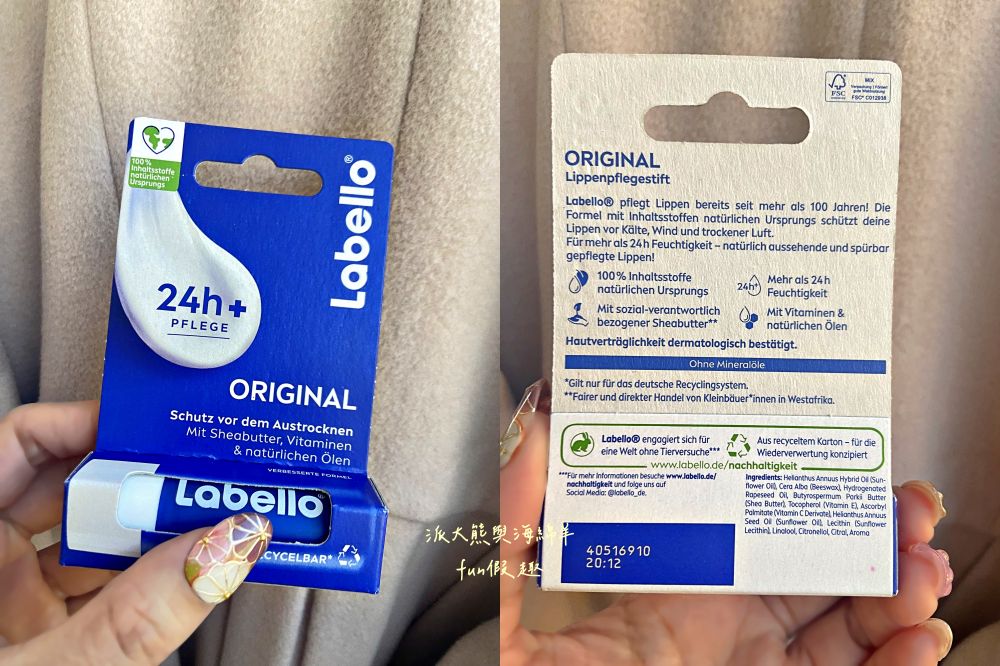 100%
Inhaltsstoffe
natürlichen
Ursprungs
Labello®
24h+
PFLEGE
ORIGINAL
Schutz vor dem Austrocknen
Mit Sheabutter, Vitaminen
& natürlichen Ölen
VERBESSERTE FORMEL
Labello
CYCELBAR*
MIX
Verpackung | Fördert
gute Waldnutzung
FSC
FSC® C012938
ORIGINAL
Lippenpflegestift
Labello® pflegt Lippen bereits seit mehr als 100 Jahren! Die
Formel mit Inhaltsstoffen natürlichen Ursprungs schützt deine
Lippen vor Kälte, Wind und trockener Luft.
Für mehr als 24h Feuchtigkeit – natürlich aussehende und spürbar
gepflegte Lippen!
100% Inhaltsstoffe
natürlichen Ursprungs
24h+
Mehr als 24h
Feuchtigkeit
Mit sozial-verantwortlich
bezogener Sheabutter**
Mit Vitaminen &
natürlichen Ölen
Hautverträglichkeit dermatologisch bestätigt.
Ohne Mineralöle
*Gilt nur für das deutsche Recyclingsystem.
**Fairer und direkter Handel von Kleinbäuer*innen in Westafrika.
Labello® engagiert sich für
eine Welt ohne Tierversuche***
Aus recyceltem Karton – für die
Wiederverwertung konzipiert
www.labello.de/nachhaltigkeit
***Für mehr Informationen besuche www.labello.de/
nachhaltigkeit und folge uns auf
Social Media: @labello_de.
Ingredients: Helianthus Annuus Hybrid Oil (Sun-
flower Oil), Cera Alba (Beeswax), Hydrogenated
Rapeseed Oil, Butyrospermum Parkii Butter
(Shea Butter), Tocopherol (Vitamin E), Ascorbyl
Palmitate (Vitamin C Derivate), Helianthus Annuus
Seed Oil (Sunflower Oil), Lecithin (Sunflower
Lecithin), Linalool, Citronellol, Citral, Aroma
40516910
20:12
派大熊與海綿羊
fun假趣